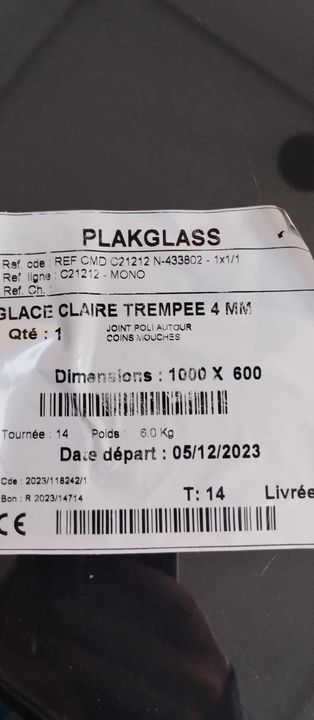 PLAKGLASS
Ref. cde : REF CMD C21212 N-433802 - 1x1/1
Ref. ligne : C21212 - MONO
Ref. Ch. :
GLACE CLAIRE TREMPEE 4 MM
Qté : 1 JOINT POLI AUTOUR
COINS MOUCHES
Dimensions : 1000 X 600
Tournée : 14 Poids : 6.0 Kg
Date départ : 05/12/2023
Cde : 2023/118242/1
Bon : R 2023/14714 T: 14 Livrée
CE